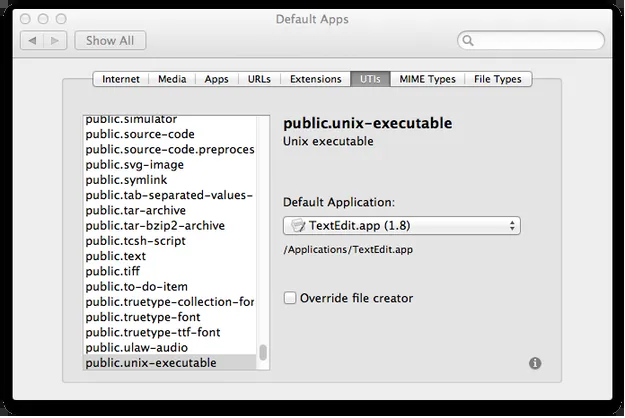 Default Apps
Show All
Internet Media Apps URLs Extensions UTIs MIME Types File Types
public.simulator
public.source-code
public.source-code.preproces
public.svg-image
public.symlink
public.tab-separated-values-
public.tar-archive
public.tar-bzip2-archive
public.tcsh-script
public.text
public.tiff
public.to-do-item
public.truetype-collection-for
public.truetype-font
public.truetype-ttf-font
public.ulaw-audio
public.unix-executable
public.unix-executable
Unix executable
Default Application:
TextEdit.app (1.8)
/Applications/TextEdit.app
Override file creator